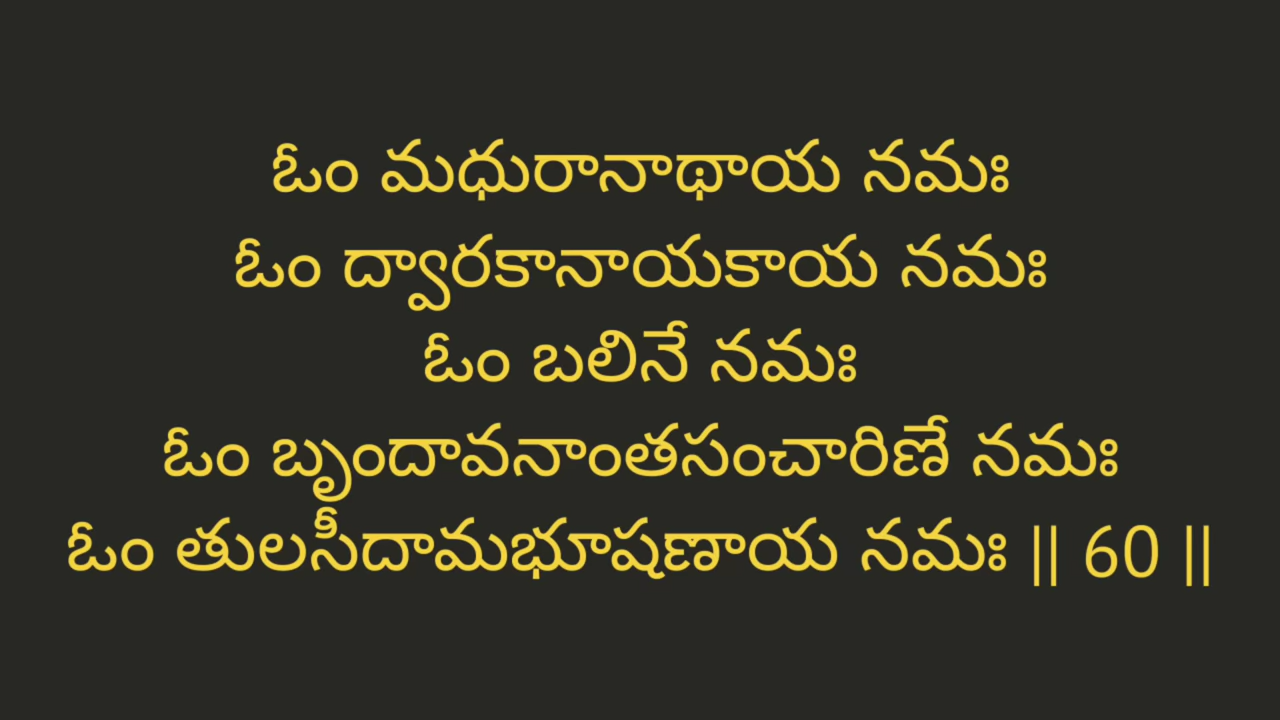 ఓం మధురానాథాయ నమః
ఓం ద్వారకానాయకాయ నమః
ఓం బలినే నమః
ఓం బృందావనాంతసంచారిణే నమః
ఓం తులసీదామభూషణాయ నమః || 60 ||